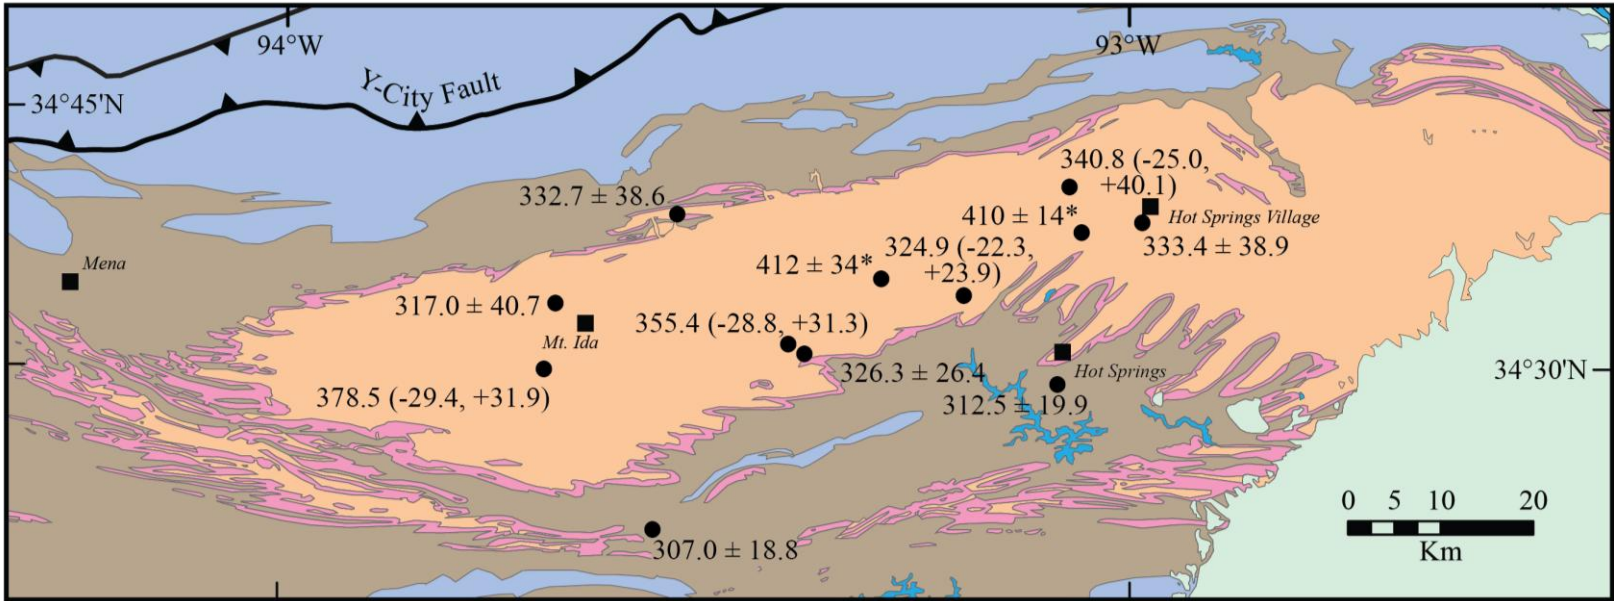 94°W
93°W
Y-City Fault
34°45'N
340.8 (-25.0,
+40.1)
332.7 ± 38.6
410 ± 14*
Hot Springs Village
324.9 (-22.3,
+23.9)
333.4 ± 38.9
Mena
412 ± 34*
317.0 ± 40.7
355.4 (-28.8, +31.3)
Mt. Ida
326.3 ± 26.4
Hot Springs
34°30'N
378.5 (-29.4, +31.9)
312.5 ± 19.9
0 5 10 20
Km
307.0 ± 18.8